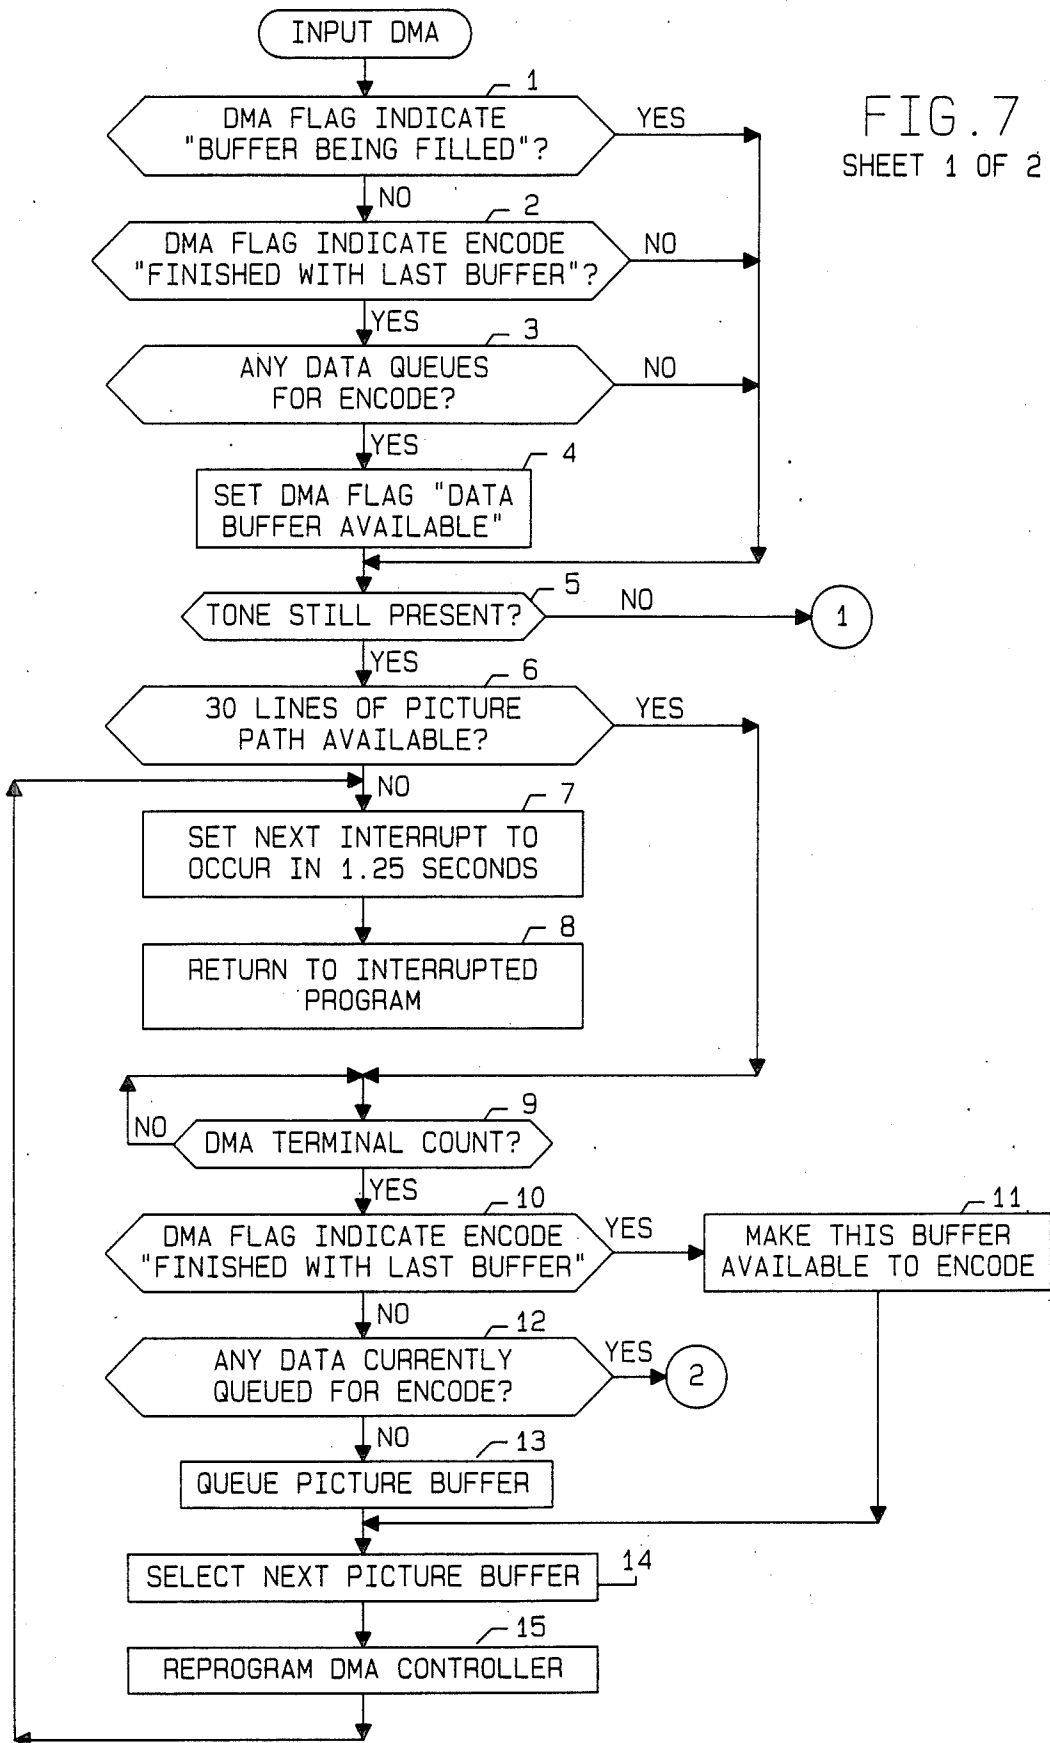 INPUT DMA
FIG.7
SHEET 1 OF 2
1
DMA FLAG INDICATE
"BUFFER BEING FILLED"?
YES
NO
2
DMA FLAG INDICATE ENCODE
"FINISHED WITH LAST BUFFER"?
NO
YES
3
ANY DATA QUEUES
FOR ENCODE?
NO
YES
4
SET DMA FLAG "DATA
BUFFER AVAILABLE"
5
TONE STILL PRESENT?
NO
1
YES
6
30 LINES OF PICTURE
PATH AVAILABLE?
YES
NO
7
SET NEXT INTERRUPT TO
OCCUR IN 1.25 SECONDS
8
RETURN TO INTERRUPTED
PROGRAM
9
NO
DMA TERMINAL COUNT?
YES
10
DMA FLAG INDICATE ENCODE
"FINISHED WITH LAST BUFFER"
YES
11
MAKE THIS BUFFER
AVAILABLE TO ENCODE
NO
12
ANY DATA CURRENTLY
QUEUED FOR ENCODE?
YES
2
NO
13
QUEUE PICTURE BUFFER
SELECT NEXT PICTURE BUFFER
14
15
REPROGRAM DMA CONTROLLER